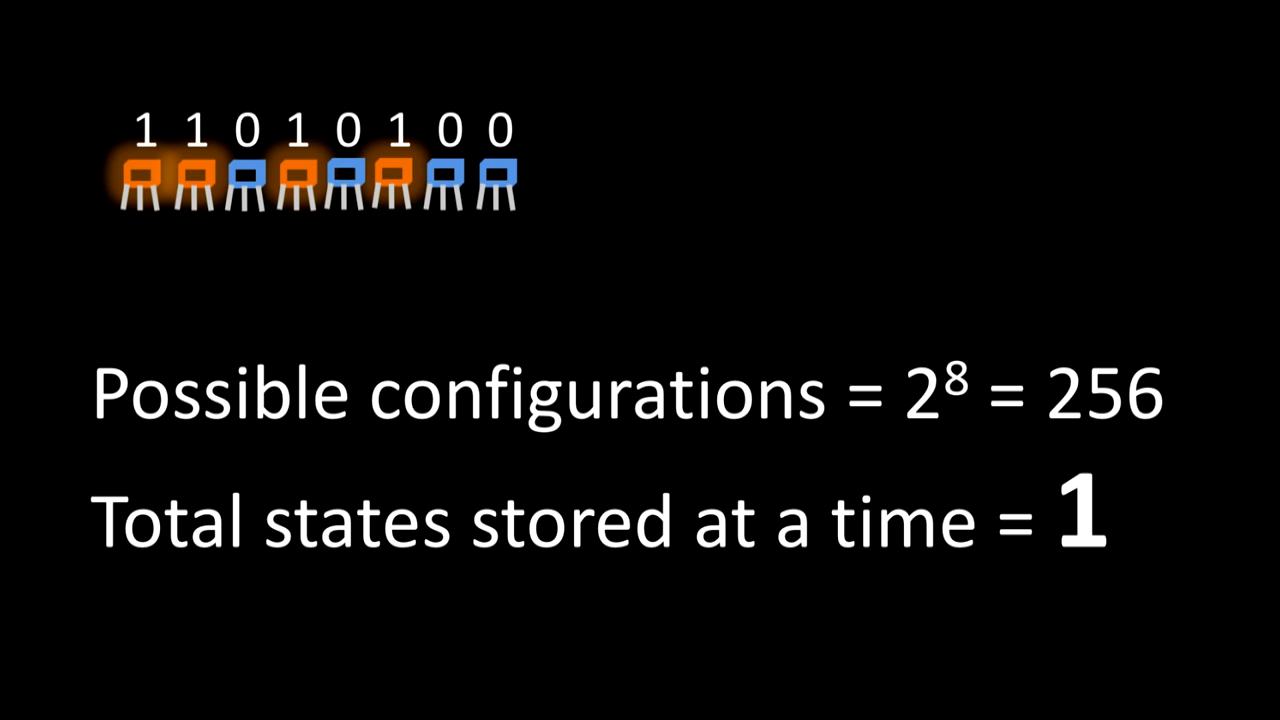 1 1 0 1 0 1 0 0
Possible configurations = 2⁸ = 256
Total states stored at a time = 1